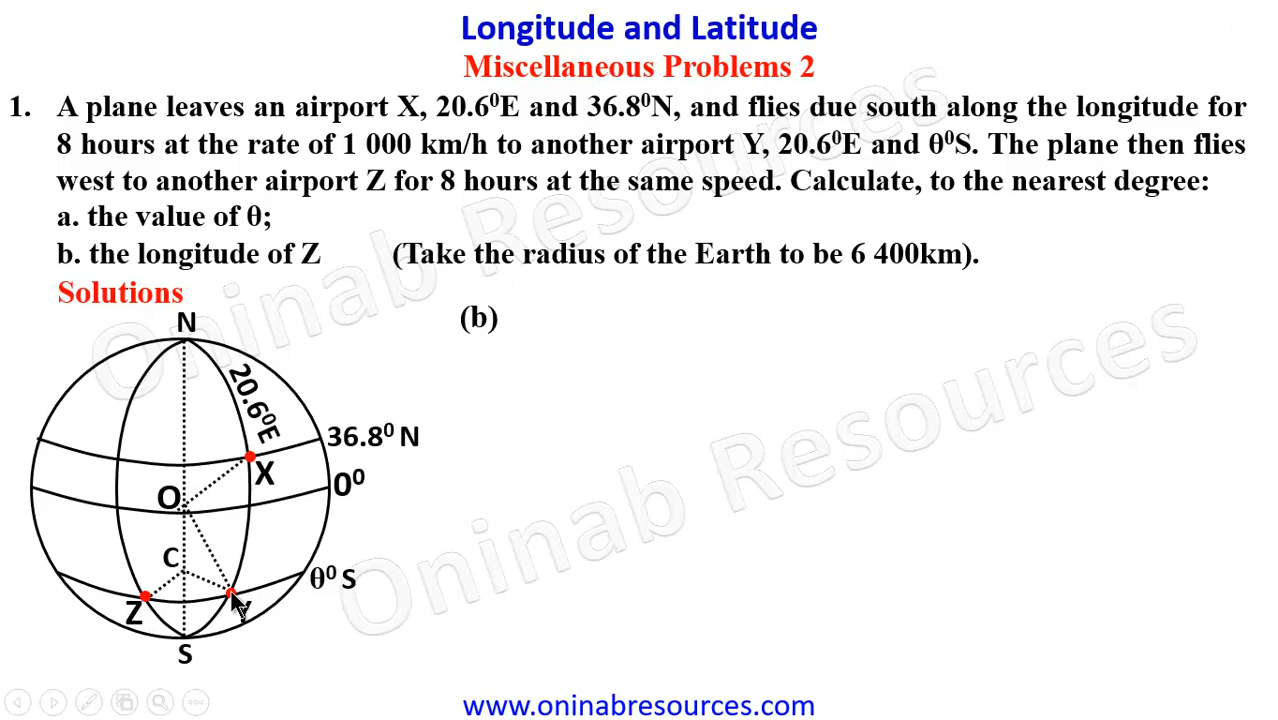 Longitude and Latitude
Miscellaneous Problems 2
1. A plane leaves an airport X, 20.6⁰E and 36.8⁰N, and flies due south along the longitude for
8 hours at the rate of 1 000 km/h to another airport Y, 20.6⁰E and θ⁰S. The plane then flies
west to another airport Z for 8 hours at the same speed. Calculate, to the nearest degree:
a. the value of θ;
b. the longitude of Z (Take the radius of the Earth to be 6 400km).
Solutions
(b)
N
20.6⁰E
36.8⁰ N
X
0⁰
O
C
θ⁰ S
Z
Y
S
Oninab Resources
Oninab Resources
www.oninabresources.com